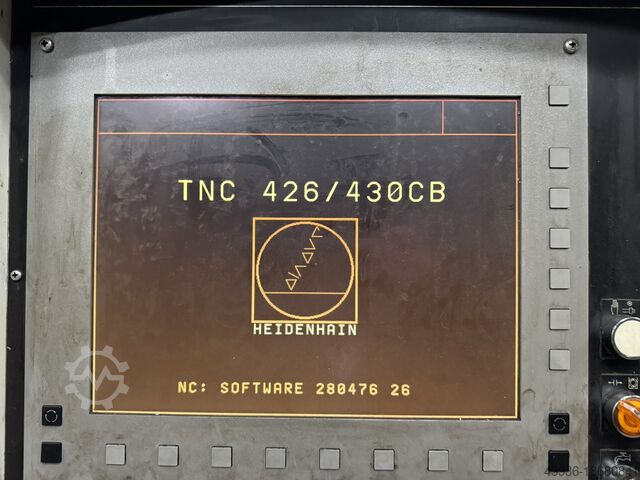 TNC 426/430CB
HEIDENHAIN
NC: SOFTWARE 280476 26